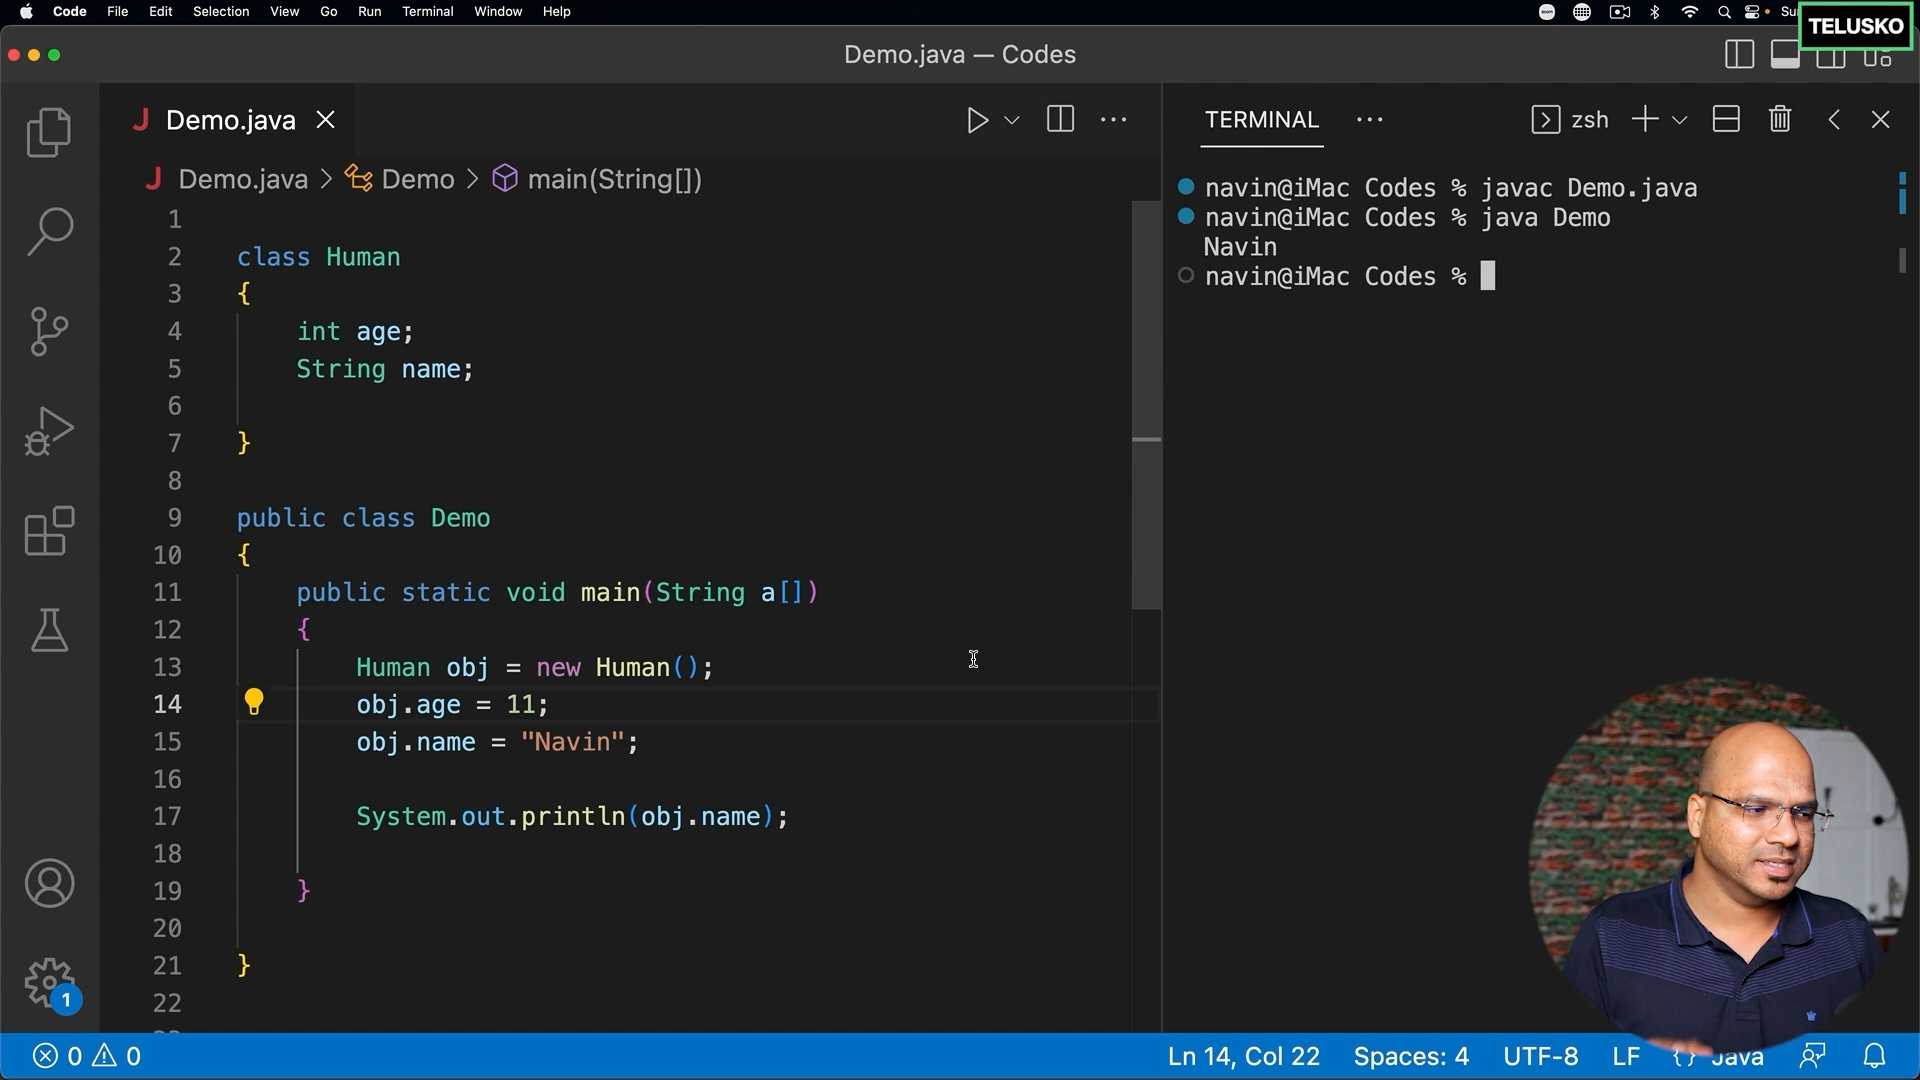 Code File Edit Selection View Go Run Terminal Window Help
zoom
TELUSKO
Demo.java — Codes
Demo.java
Demo.java > Demo > main(String[])
1
2 class Human
3 {
4 int age;
5 String name;
6
7 }
8
9 public class Demo
10 {
11 public static void main(String a[])
12 {
13 Human obj = new Human();
14 obj.age = 11;
15 obj.name = "Navin";
16
17 System.out.println(obj.name);
18
19 }
20
21 }
22
TERMINAL ··· zsh
navin@iMac Codes % javac Demo.java
navin@iMac Codes % java Demo
Navin
navin@iMac Codes %
1
0 0 Ln 14, Col 22 Spaces: 4 UTF-8 LF {} Java